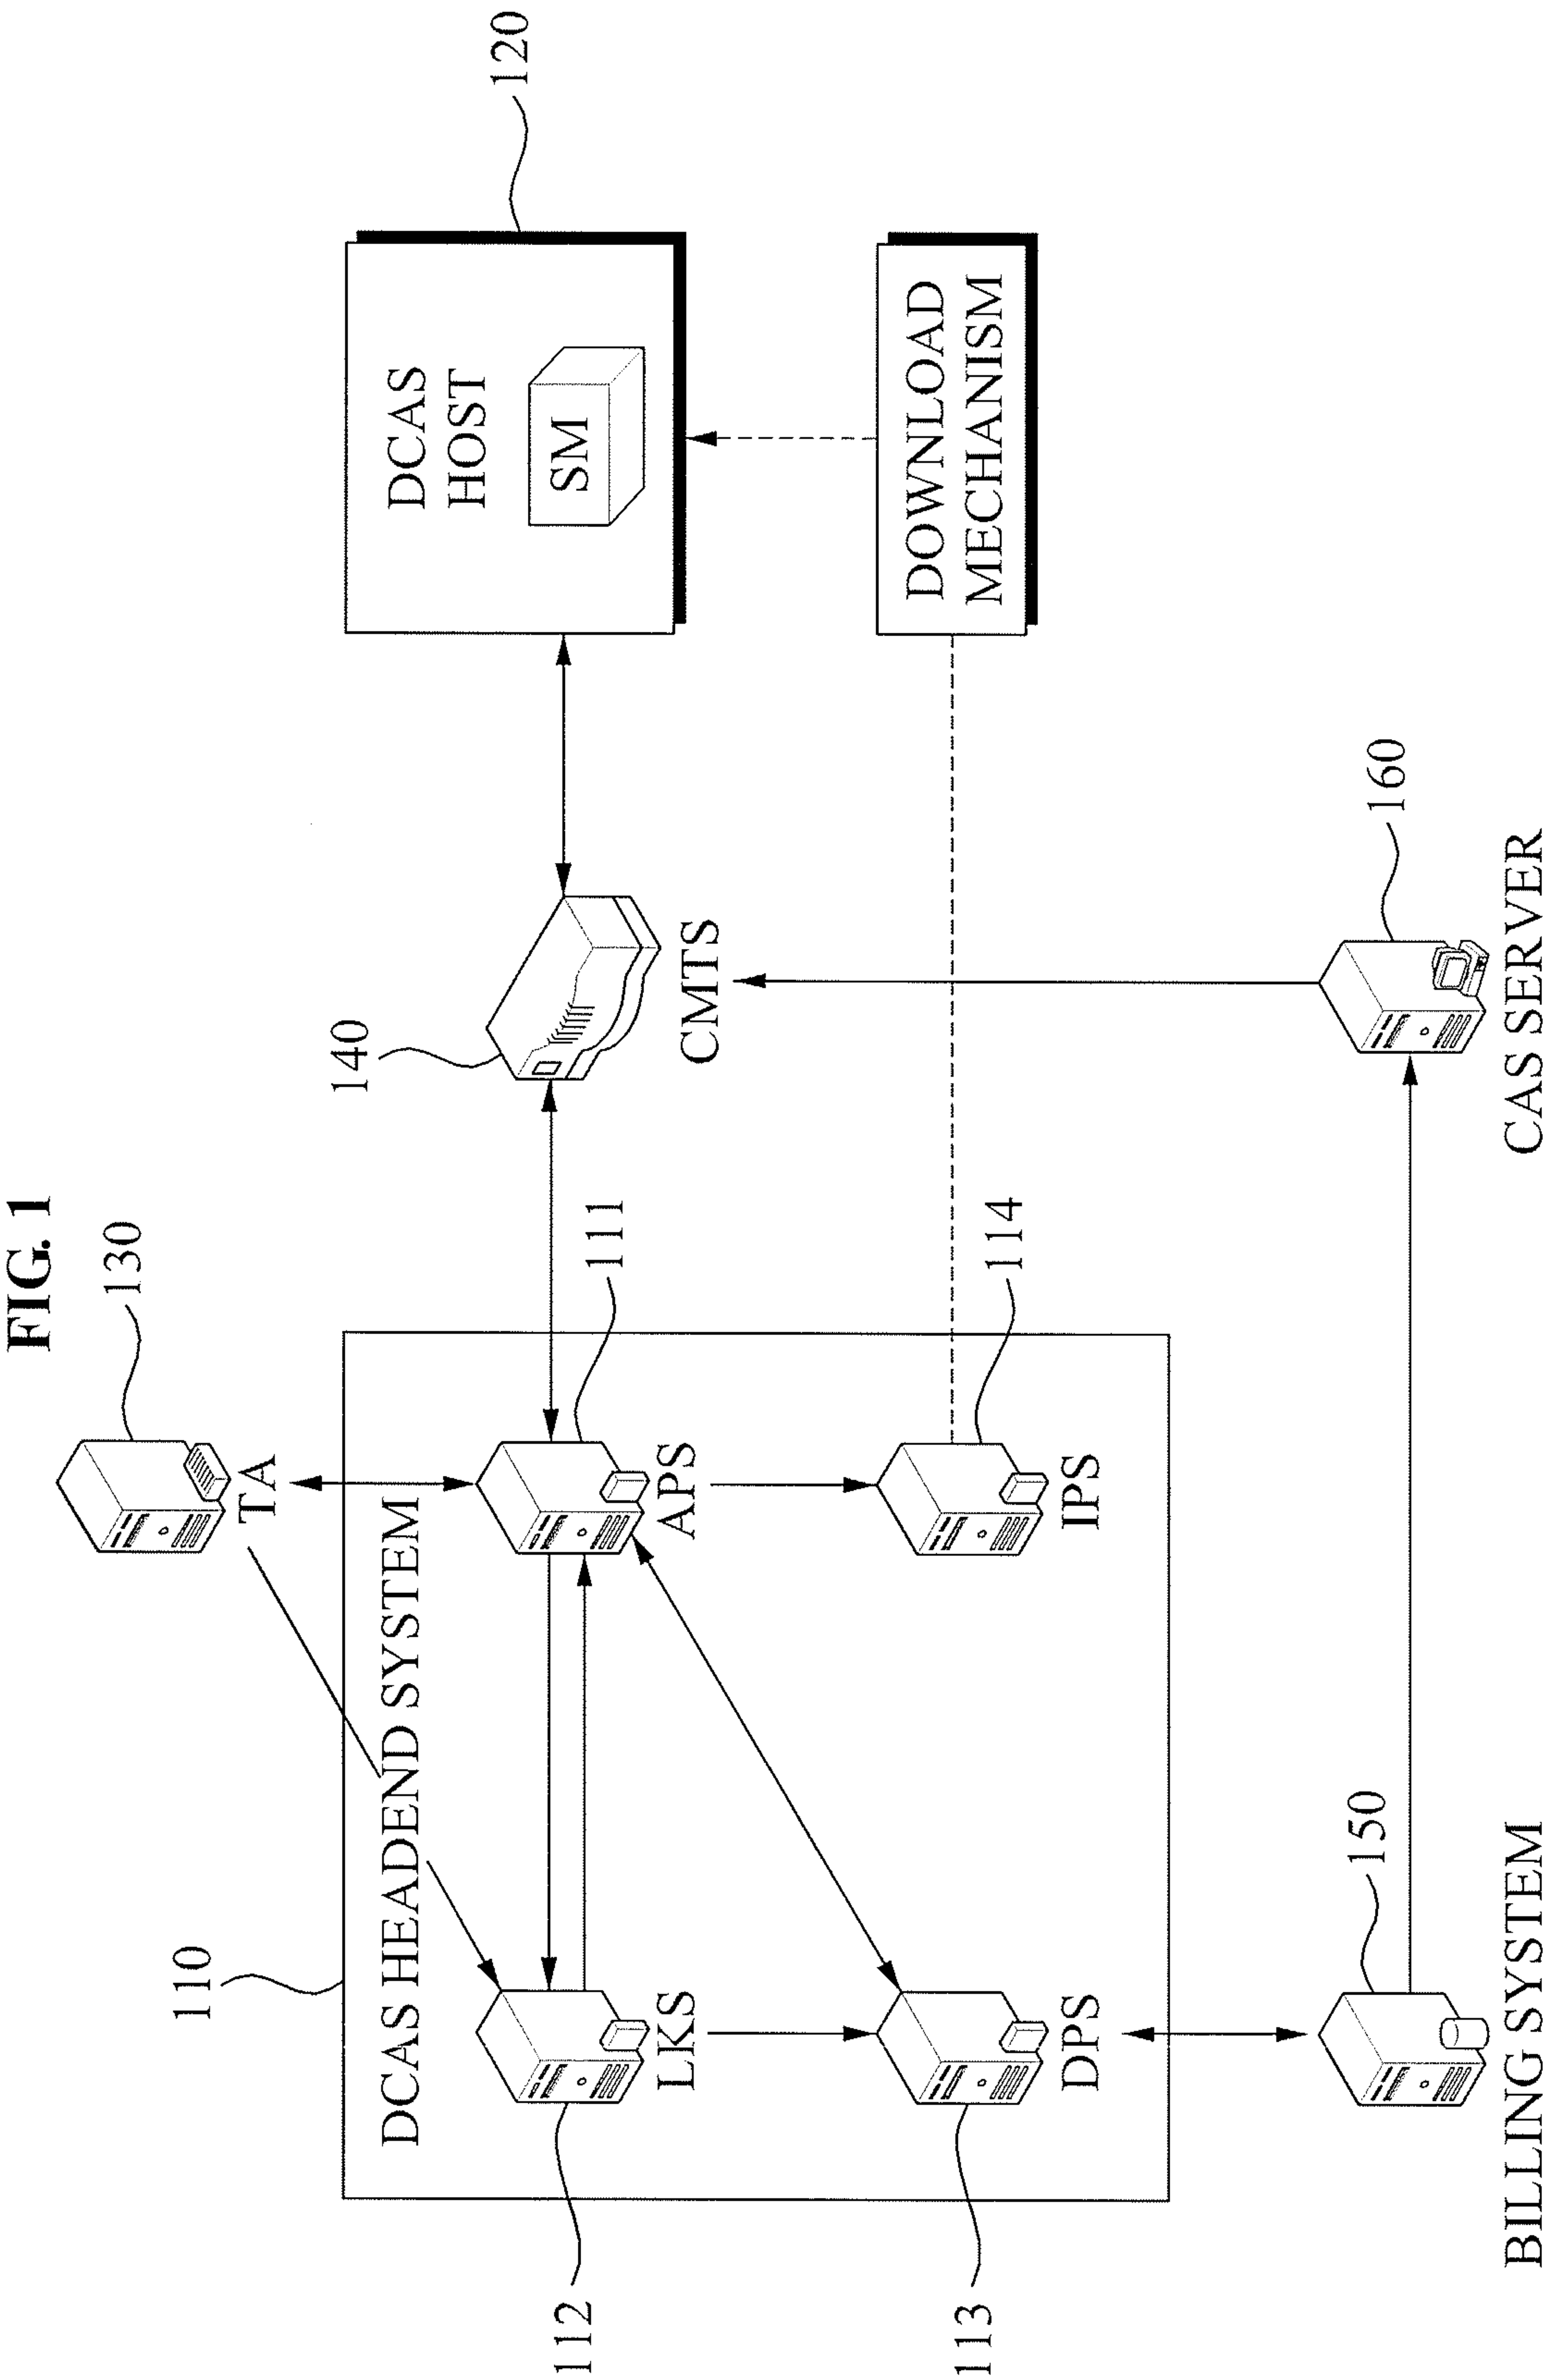 FIG. 1
130
TA
110
DCAS HEADEND SYSTEM
112
LKS
APS
111
140
CMTS
120
DCAS
HOST
SM
113
DPS
IPS
114
DOWNLOAD
MECHANISM
150
BILLING SYSTEM
160
CAS SERVER